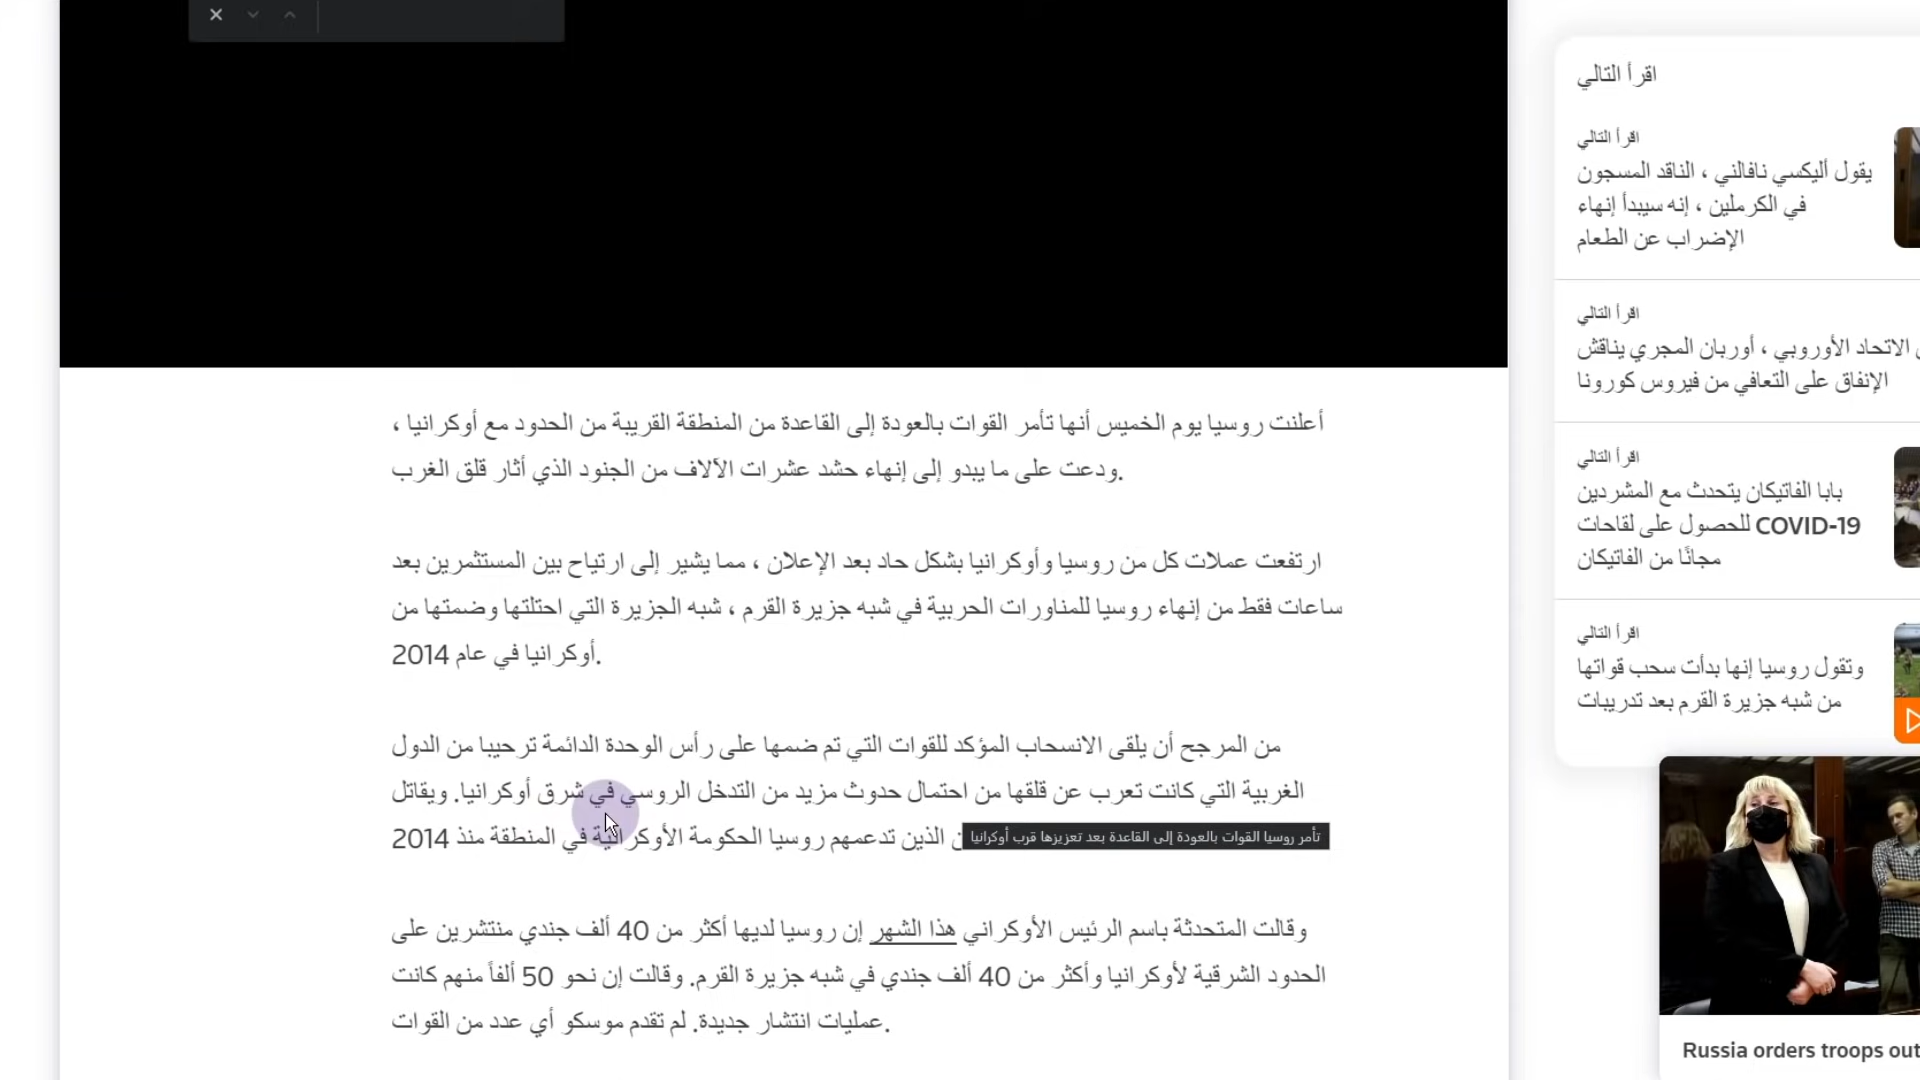 أعلنت روسيا يوم الخميس أنها تأمر القوات بالعودة إلى القاعدة من المنطقة القريبة من الحدود مع أوكرانيا ،
ودعت على ما يبدو إلى إنهاء حشد عشرات الآلاف من الجنود الذي أثار قلق الغرب.
ارتفعت عملات كل من روسيا وأوكرانيا بشكل حاد بعد الإعلان ، مما يشير إلى ارتياح بين المستثمرين بعد
ساعات فقط من إنهاء روسيا للمناورات الحربية في شبه جزيرة القرم ، شبه الجزيرة التي احتلتها وضمتها من
أوكرانيا في عام 2014.
من المرجح أن يلقى الانسحاب المؤكد للقوات التي تم ضمها على رأس الوحدة الدائمة ترحيبا من الدول
الغربية التي كانت تعرب عن قلقها من احتمال حدوث مزيد من التدخل الروسي في شرق أوكرانيا. ويقاتل
الذين تدعمهم روسيا الحكومة الأوكرانية في المنطقة منذ 2014
تأمر روسيا القوات بالعودة إلى القاعدة بعد تعزيزها قرب أوكرانيا
وقالت المتحدثة باسم الرئيس الأوكراني هذا الشهر إن روسيا لديها أكثر من 40 ألف جندي منتشرين على
الحدود الشرقية لأوكرانيا وأكثر من 40 ألف جندي في شبه جزيرة القرم. وقالت إن نحو 50 ألفاً منهم كانت
عمليات انتشار جديدة. لم تقدم موسكو أي عدد من القوات.
اقرأ التالي
اقرأ التالي
يقول أليكسي نافالني ، الناقد المسجون
في الكرملين ، إنه سيبدأ إنهاء
الإضراب عن الطعام
اقرأ التالي
الاتحاد الأوروبي ، أوربان المجري يناقش
الإنفاق على التعافي من فيروس كورونا
اقرأ التالي
بابا الفاتيكان يتحدث مع المشردين
للحصول على لقاحات COVID-19
مجانًا من الفاتيكان
اقرأ التالي
وتقول روسيا إنها بدأت سحب قواتها
من شبه جزيرة القرم بعد تدريبات
Russia orders troops out